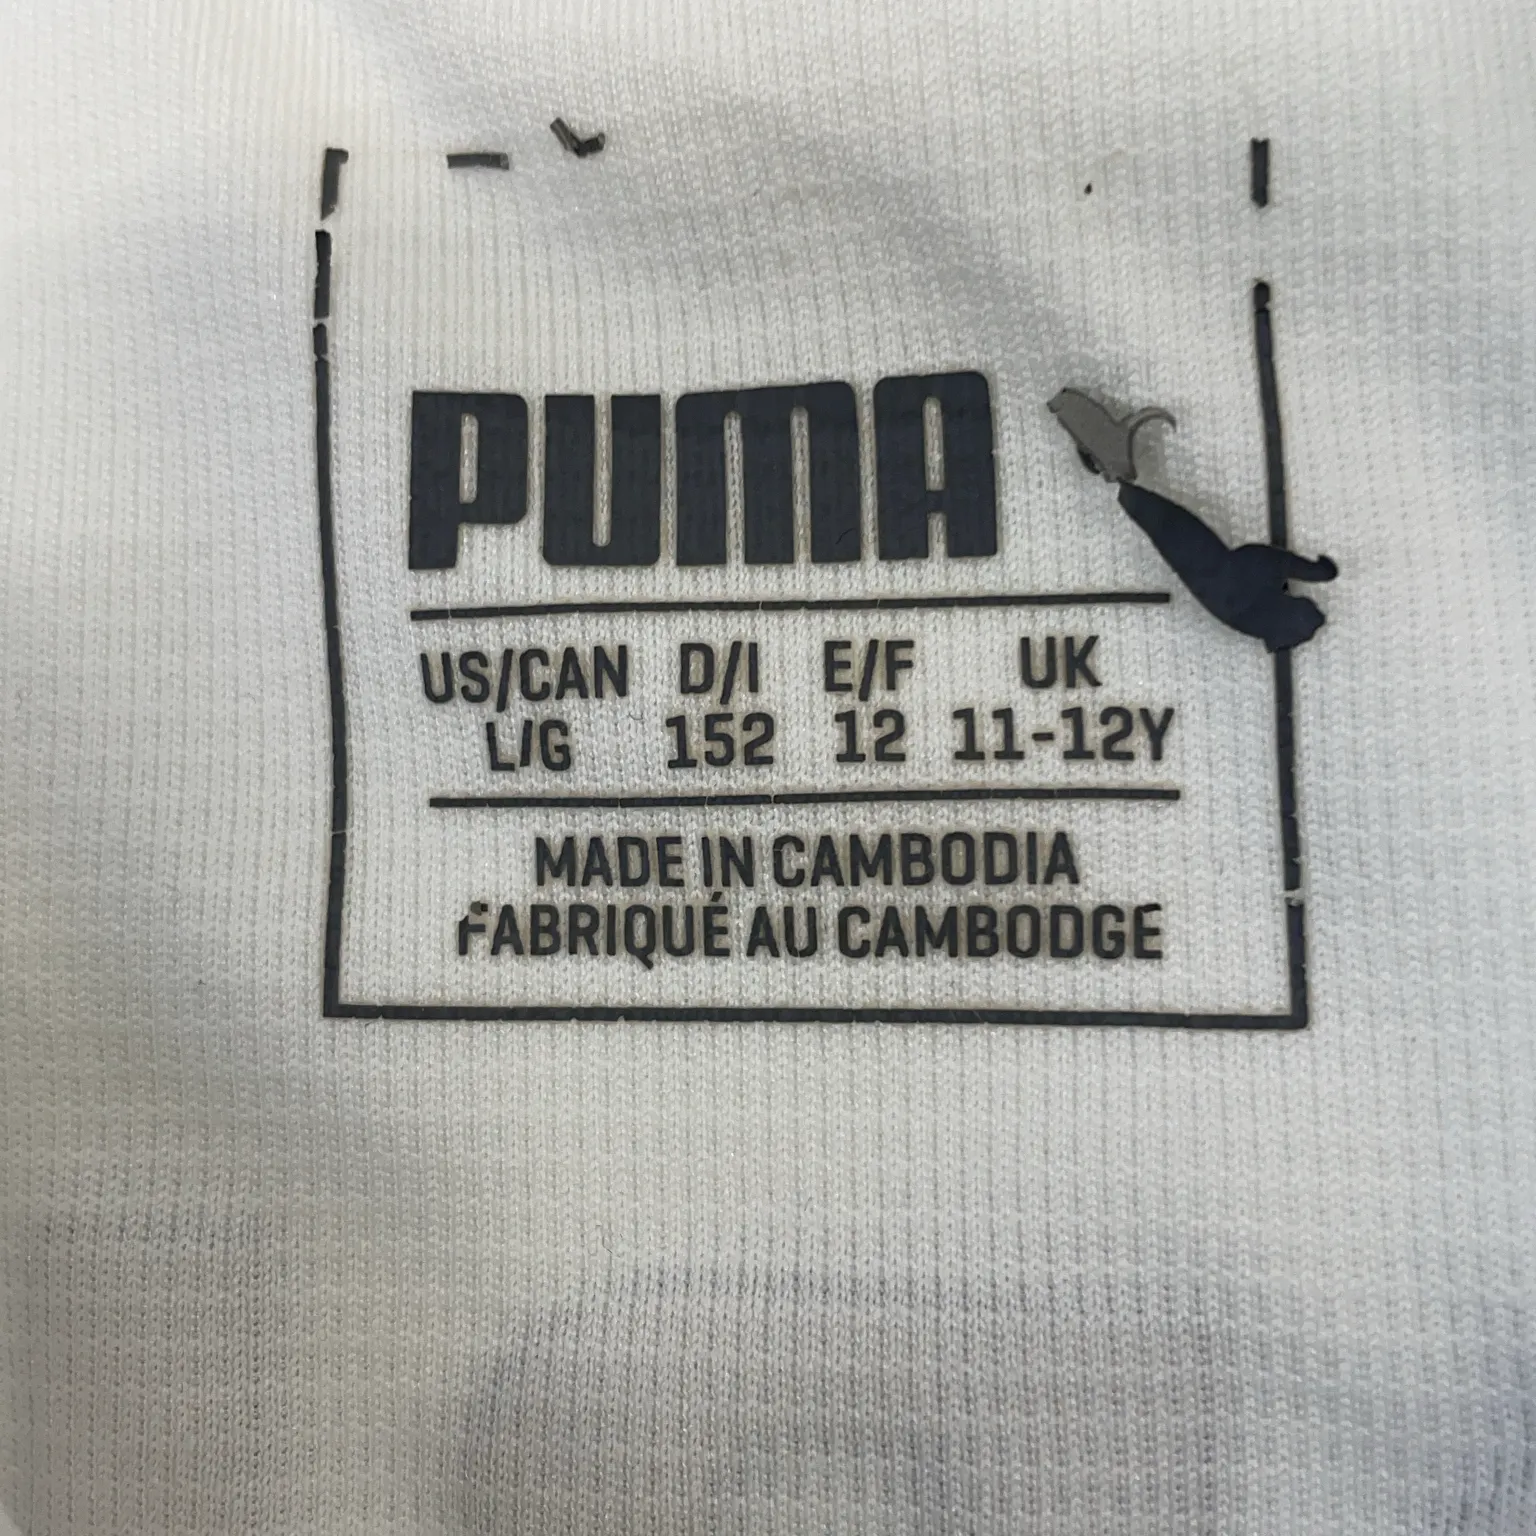 PUMA
US/CAN D/I E/F UK
L/G 152 12 11-12Y
MADE IN CAMBODIA
FABRIQUÉ AU CAMBODGE